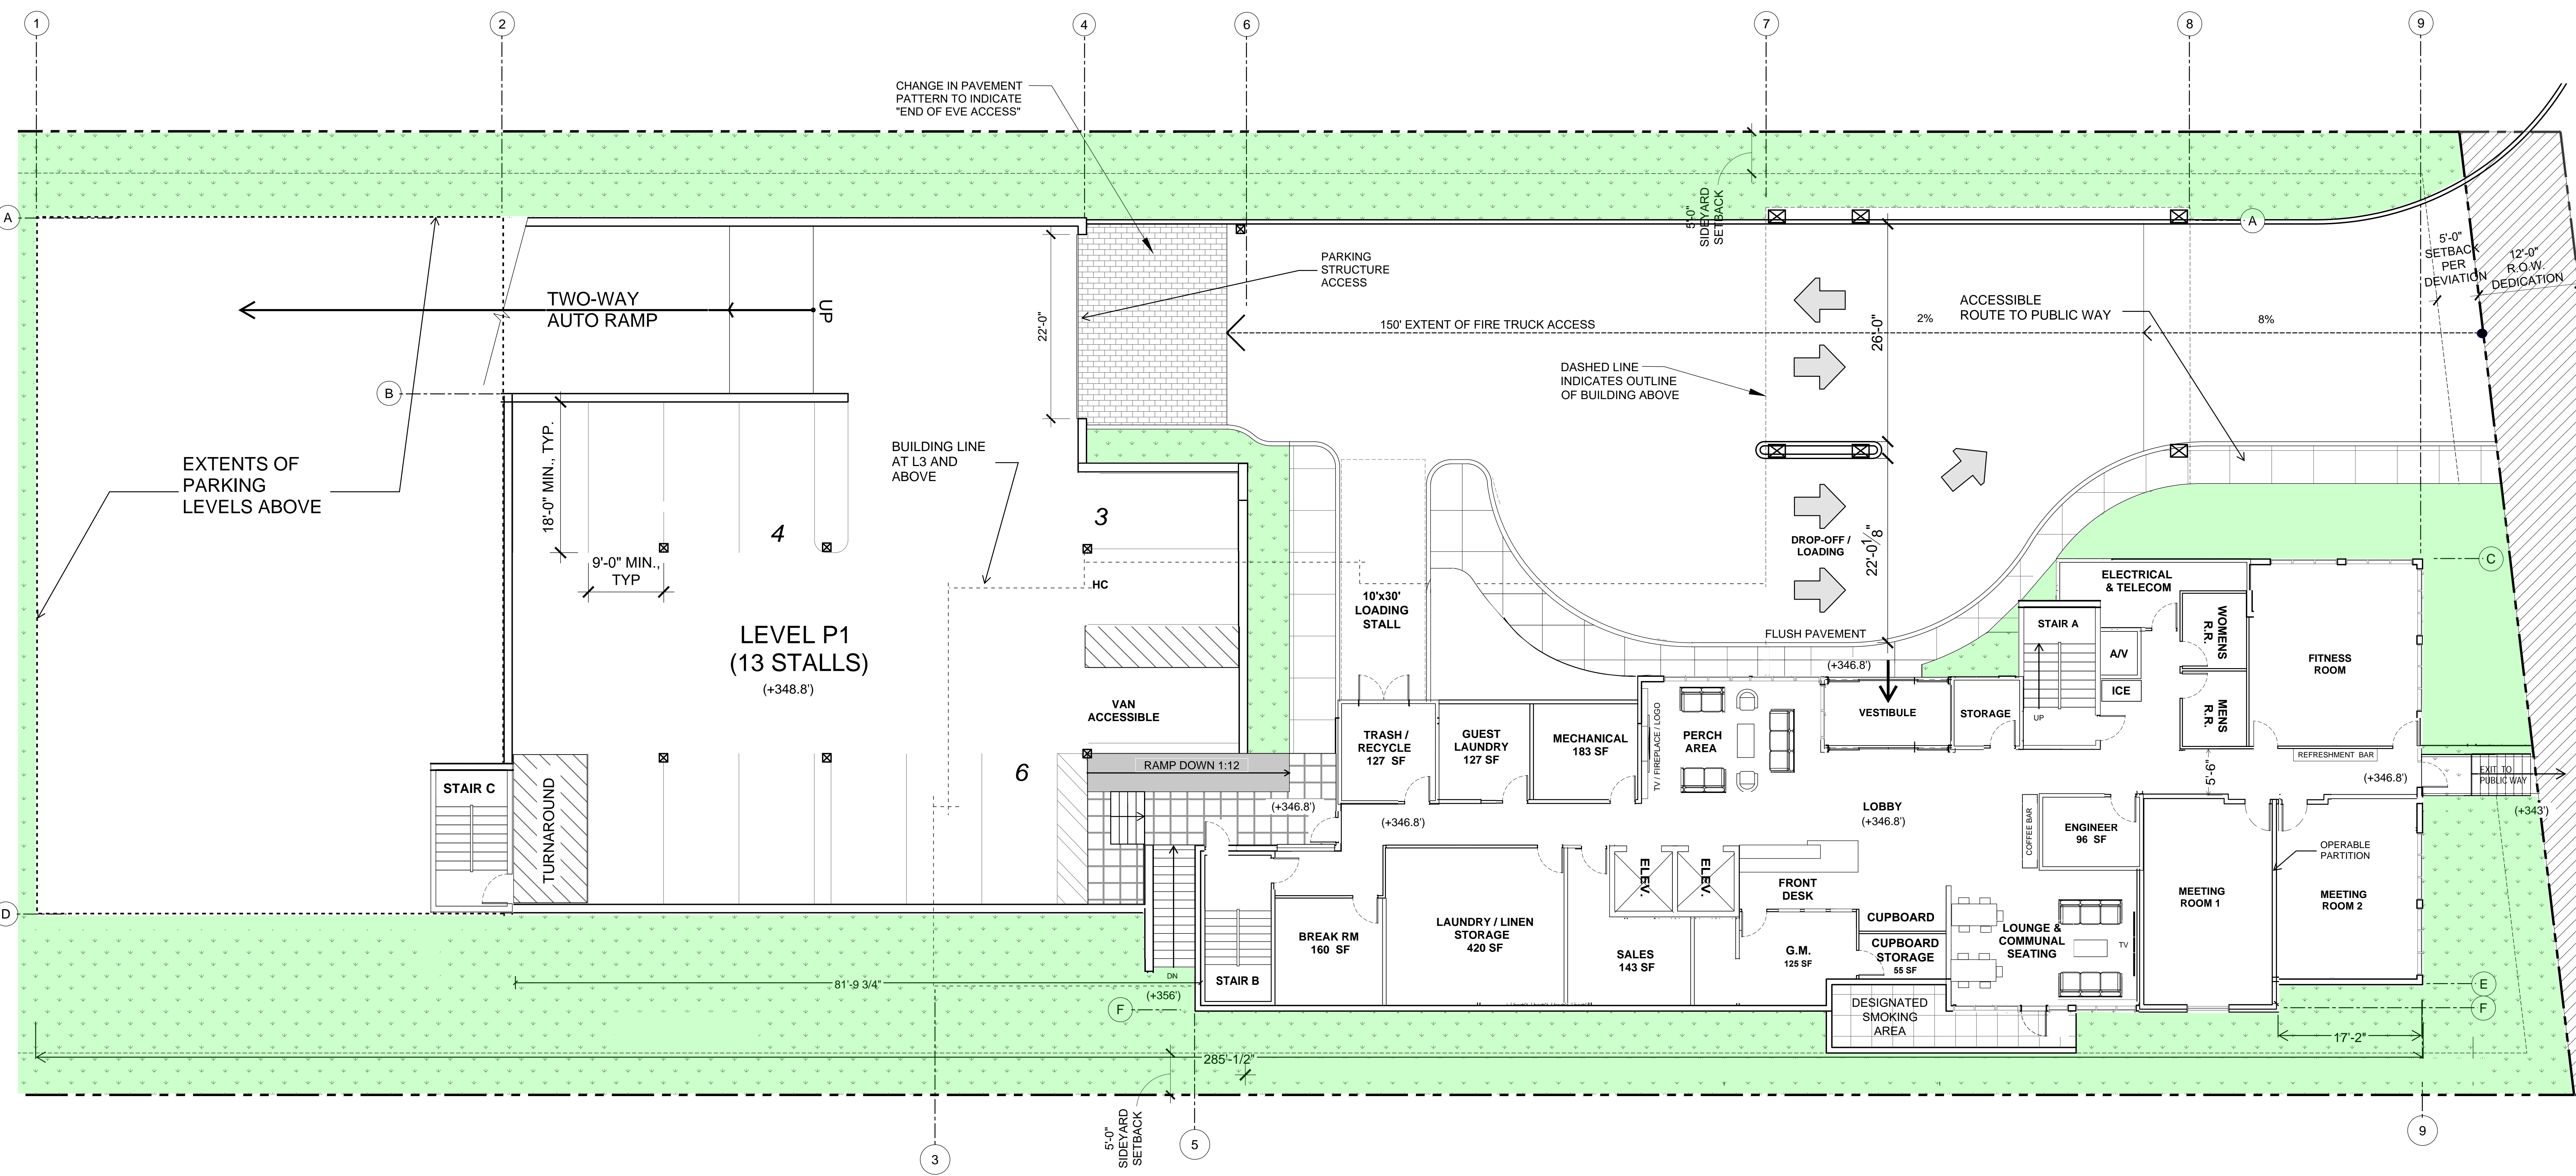 1
2
4
6
7
8
9
CHANGE IN PAVEMENT
PATTERN TO INDICATE
"END OF EVE ACCESS"
5'-0"
SIDEYARD
SETBACK
A
A
5'-0"
SETBACK
PER
DEVIATION
12'-0"
R.O.W.
DEDICATION
PARKING
STRUCTURE
ACCESS
TWO-WAY
AUTO RAMP
UP
22'-0"
150' EXTENT OF FIRE TRUCK ACCESS
26'-0"
2%
ACCESSIBLE
ROUTE TO PUBLIC WAY
8%
DASHED LINE
INDICATES OUTLINE
OF BUILDING ABOVE
B
18'-0" MIN., TYP.
BUILDING LINE
AT L3 AND
ABOVE
EXTENTS OF
PARKING
LEVELS ABOVE
4
3
9'-0" MIN.,
TYP
HC
DROP-OFF /
LOADING
22'-0 1/8"
C
10'x30'
LOADING
STALL
ELECTRICAL
& TELECOM
WOMENS
R.R.
STAIR A
A/V
ICE
UP
MENS
R.R.
FITNESS
ROOM
LEVEL P1
(13 STALLS)
(+348.8')
FLUSH PAVEMENT
(+346.8')
VAN
ACCESSIBLE
TRASH /
RECYCLE
127 SF
GUEST
LAUNDRY
127 SF
MECHANICAL
183 SF
TV / FIREPLACE / LOGO
PERCH
AREA
VESTIBULE
STORAGE
REFRESHMENT BAR
6
RAMP DOWN 1:12
5'-6"
(+346.8')
EXIT TO
PUBLIC WAY
(+343')
STAIR C
TURNAROUND
(+346.8')
(+346.8')
LOBBY
(+346.8')
COFFEE BAR
ENGINEER
96 SF
OPERABLE
PARTITION
ELEV.
ELEV.
FRONT
DESK
MEETING
ROOM 1
MEETING
ROOM 2
D
BREAK RM
160 SF
LAUNDRY / LINEN
STORAGE
420 SF
SALES
143 SF
G.M.
125 SF
CUPBOARD
CUPBOARD
STORAGE
55 SF
LOUNGE &
COMMUNAL
SEATING
TV
DN
STAIR B
81'-9 3/4"
(+356')
F
DESIGNATED
SMOKING
AREA
E
F
17'-2"
285'-1/2"
5'-0"
SIDEYARD
SETBACK
3
5
9